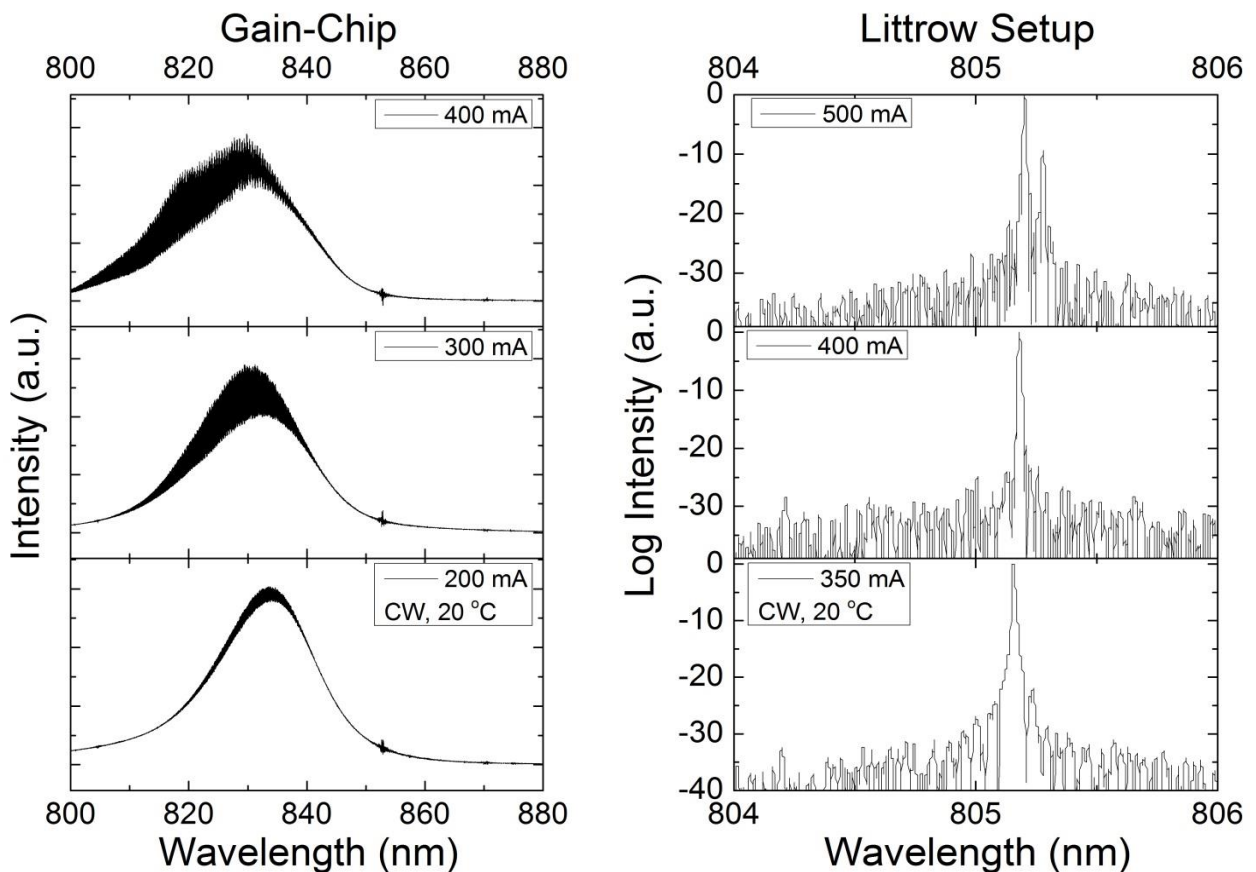 Gain-Chip
800 820 840 860 880
400 mA
300 mA
200 mA
CW, 20 °C
Intensity (a.u.)
800 820 840 860 880
Wavelength (nm)
Littrow Setup
804 805 806
0
500 mA
-10
-20
-30
0
400 mA
-10
-20
-30
0
350 mA
CW, 20 °C
-10
-20
-30
-40
Log Intensity (a.u.)
804 805 806
Wavelength (nm)